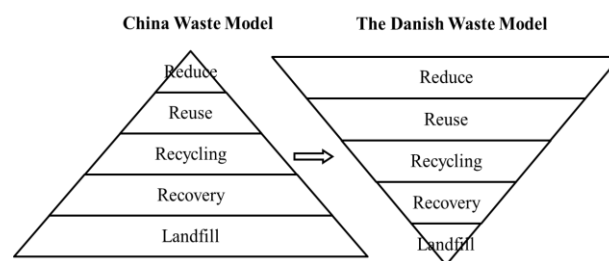 China Waste Model
Reduce
Reuse
Recycling
Recovery
Landfill
The Danish Waste Model
Reduce
Reuse
Recycling
Recovery
Landfill